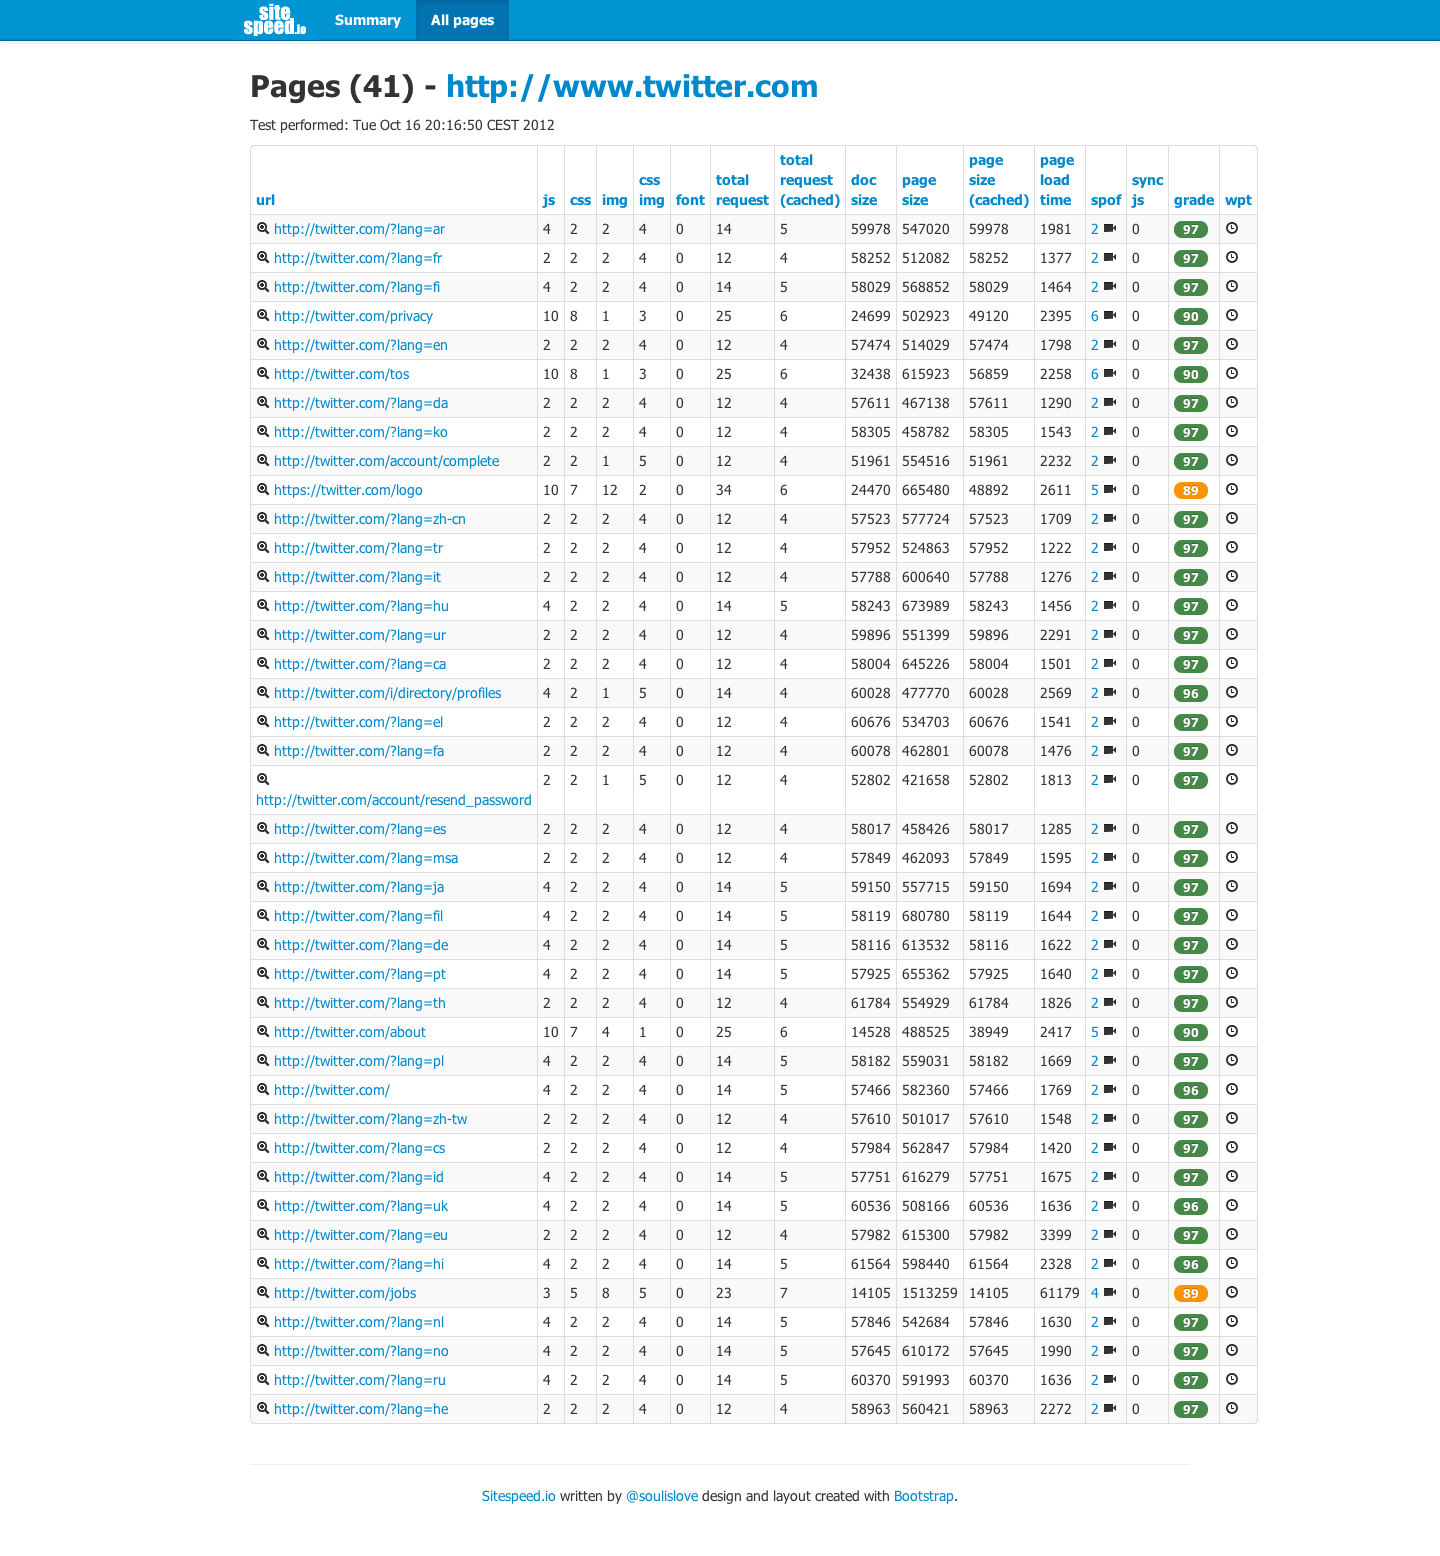 site
speed.io
Summary
All pages
Pages (41) - http://www.twitter.com
Test performed: Tue Oct 16 20:16:50 CEST 2012
url js css img css img font total request total request (cached) doc size page size page size (cached) page load time spof sync js grade wpt
http://twitter.com/?lang=ar 4 2 2 4 0 14 5 59978 547020 59978 1981 2 0 97
http://twitter.com/?lang=fr 2 2 2 4 0 12 4 58252 512082 58252 1377 2 0 97
http://twitter.com/?lang=fi 4 2 2 4 0 14 5 58029 568852 58029 1464 2 0 97
http://twitter.com/privacy 10 8 1 3 0 25 6 24699 502923 49120 2395 6 0 90
http://twitter.com/?lang=en 2 2 2 4 0 12 4 57474 514029 57474 1798 2 0 97
http://twitter.com/tos 10 8 1 3 0 25 6 32438 615923 56859 2258 6 0 90
http://twitter.com/?lang=da 2 2 2 4 0 12 4 57611 467138 57611 1290 2 0 97
http://twitter.com/?lang=ko 2 2 2 4 0 12 4 58305 458782 58305 1543 2 0 97
http://twitter.com/account/complete 2 2 1 5 0 12 4 51961 554516 51961 2232 2 0 97
https://twitter.com/logo 10 7 12 2 0 34 6 24470 665480 48892 2611 5 0 89
http://twitter.com/?lang=zh-cn 2 2 2 4 0 12 4 57523 577724 57523 1709 2 0 97
http://twitter.com/?lang=tr 2 2 2 4 0 12 4 57952 524863 57952 1222 2 0 97
http://twitter.com/?lang=it 2 2 2 4 0 12 4 57788 600640 57788 1276 2 0 97
http://twitter.com/?lang=hu 4 2 2 4 0 14 5 58243 673989 58243 1456 2 0 97
http://twitter.com/?lang=ur 2 2 2 4 0 12 4 59896 551399 59896 2291 2 0 97
http://twitter.com/?lang=ca 2 2 2 4 0 12 4 58004 645226 58004 1501 2 0 97
http://twitter.com/i/directory/profiles 4 2 1 5 0 14 4 60028 477770 60028 2569 2 0 96
http://twitter.com/?lang=el 2 2 2 4 0 12 4 60676 534703 60676 1541 2 0 97
http://twitter.com/?lang=fa 2 2 2 4 0 12 4 60078 462801 60078 1476 2 0 97
http://twitter.com/account/resend_password 2 2 1 5 0 12 4 52802 421658 52802 1813 2 0 97
http://twitter.com/?lang=es 2 2 2 4 0 12 4 58017 458426 58017 1285 2 0 97
http://twitter.com/?lang=msa 2 2 2 4 0 12 4 57849 462093 57849 1595 2 0 97
http://twitter.com/?lang=ja 4 2 2 4 0 14 5 59150 557715 59150 1694 2 0 97
http://twitter.com/?lang=fil 4 2 2 4 0 14 5 58119 680780 58119 1644 2 0 97
http://twitter.com/?lang=de 4 2 2 4 0 14 5 58116 613532 58116 1622 2 0 97
http://twitter.com/?lang=pt 4 2 2 4 0 14 5 57925 655362 57925 1640 2 0 97
http://twitter.com/?lang=th 2 2 2 4 0 12 4 61784 554929 61784 1826 2 0 97
http://twitter.com/about 10 7 4 1 0 25 6 14528 488525 38949 2417 5 0 90
http://twitter.com/?lang=pl 4 2 2 4 0 14 5 58182 559031 58182 1669 2 0 97
http://twitter.com/ 4 2 2 4 0 14 5 57466 582360 57466 1769 2 0 96
http://twitter.com/?lang=zh-tw 2 2 2 4 0 12 4 57610 501017 57610 1548 2 0 97
http://twitter.com/?lang=cs 2 2 2 4 0 12 4 57984 562847 57984 1420 2 0 97
http://twitter.com/?lang=id 4 2 2 4 0 14 5 57751 616279 57751 1675 2 0 97
http://twitter.com/?lang=uk 4 2 2 4 0 14 5 60536 508166 60536 1636 2 0 96
http://twitter.com/?lang=eu 2 2 2 4 0 12 4 57982 615300 57982 3399 2 0 97
http://twitter.com/?lang=hi 4 2 2 4 0 14 5 61564 598440 61564 2328 2 0 96
http://twitter.com/jobs 3 5 8 5 0 23 7 14105 1513259 14105 61179 4 0 89
http://twitter.com/?lang=nl 4 2 2 4 0 14 5 57846 542684 57846 1630 2 0 97
http://twitter.com/?lang=no 4 2 2 4 0 14 5 57645 610172 57645 1990 2 0 97
http://twitter.com/?lang=ru 4 2 2 4 0 14 5 60370 591993 60370 1636 2 0 97
http://twitter.com/?lang=he 2 2 2 4 0 12 4 58963 560421 58963 2272 2 0 97
Sitespeed.io written by @soulislove design and layout created with Bootstrap.